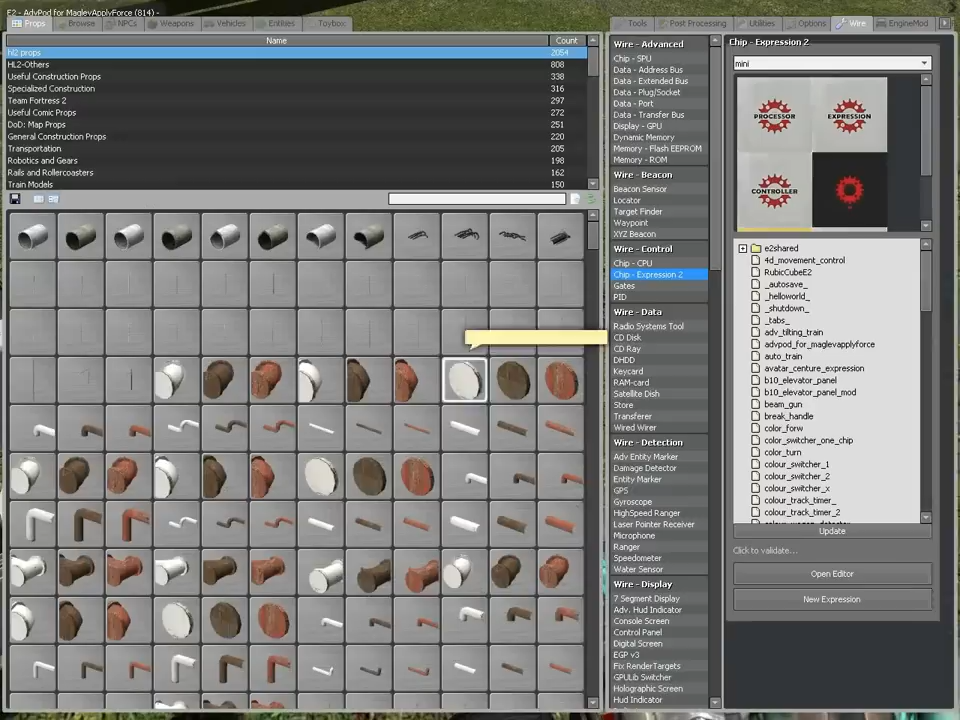 E2 - AdvPod for MaglevApplyForce (814) -
Props Browse NPCs Weapons Vehicles Entities Toybox
Tools Post Processing Utilities Options Wire EngineMod
Name Count
hl2 props 2054
HL2-Others 808
Useful Construction Props 338
Specialized Construction 316
Team Fortress 2 297
Useful Comic Props 272
DoD: Map Props 251
General Construction Props 220
Transportation 205
Robotics and Gears 198
Rails and Rollercoasters 162
Train Models 150
Wire - Advanced
Chip - SPU
Data - Address Bus
Data - Extended Bus
Data - Plug/Socket
Data - Port
Data - Transfer Bus
Display - GPU
Dynamic Memory
Memory - Flash EEPROM
Memory - ROM
Wire - Beacon
Beacon Sensor
Locator
Target Finder
Waypoint
XYZ Beacon
Wire - Control
Chip - CPU
Chip - Expression 2
Gates
PID
Wire - Data
Radio Systems Tool
CD Disk
CD Ray
DHDD
Keycard
RAM-card
Satellite Dish
Store
Transferer
Wired Wirer
Wire - Detection
Adv Entity Marker
Damage Detector
Entity Marker
GPS
Gyroscope
HighSpeed Ranger
Laser Pointer Receiver
Microphone
Ranger
Speedometer
Water Sensor
Wire - Display
7 Segment Display
Adv. Hud Indicator
Console Screen
Control Panel
Digital Screen
EGP v3
Fix RenderTargets
GPULib Switcher
Holographic Screen
Hud Indicator
Chip - Expression 2
mini
PROCESSOR EXPRESSION
CONTROLLER
e2shared
4d_movement_control
RubicCubeE2
_autosave_
_helloworld_
_shutdown_
_tabs_
adv_tilting_train
advpod_for_maglevapplyforce
auto_train
avatar_centure_expression
b10_elevator_panel
b10_elevator_panel_mod
beam_gun
break_handle
color_forw
color_switcher_one_chip
color_turn
colour_switcher_1
colour_switcher_2
colour_switcher_x
colour_track_timer_
colour_track_timer_2
Update
Click to validate...
Open Editor
New Expression